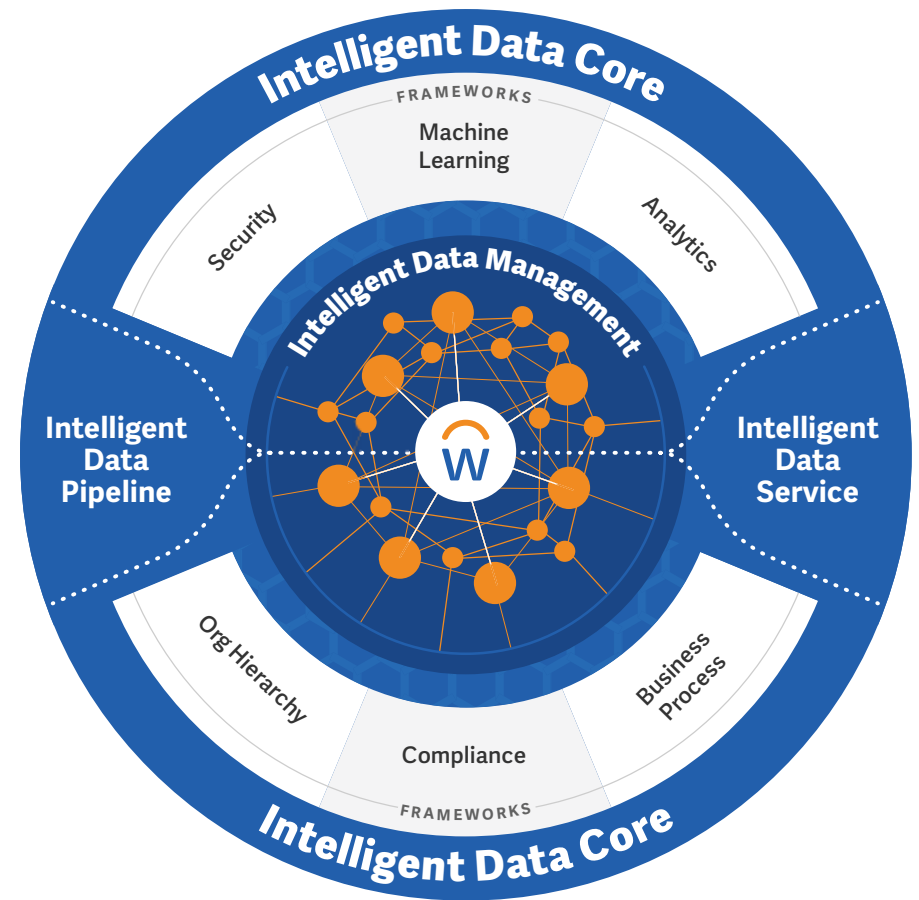 Intelligent Data Core
FRAMEWORKS
Machine
Learning
Security
Analytics
Intelligent Data Management
Intelligent
Data
Pipeline
W
Intelligent
Data
Service
Org Hierarchy
Business
Process
Compliance
FRAMEWORKS
Intelligent Data Core